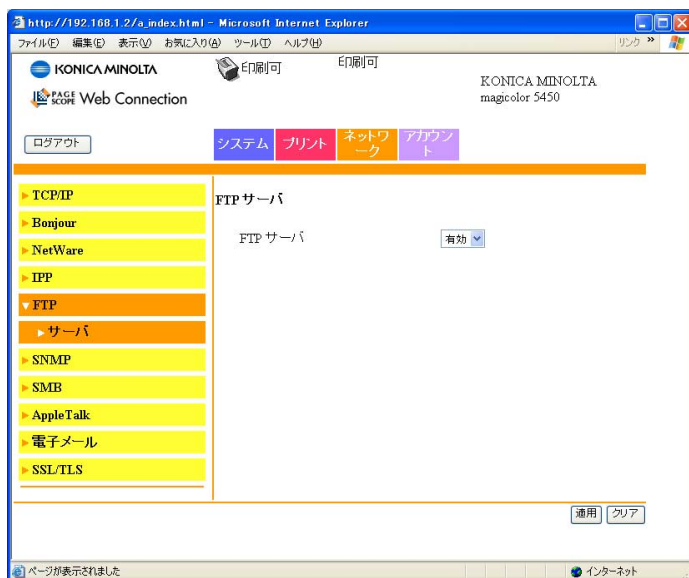 http://192.168.1.2/a_index.html - Microsoft Internet Explorer
ファイル(F) 編集(E) 表示(V) お気に入り(A) ツール(T) ヘルプ(H) リンク »
KONICA MINOLTA
印刷可
印刷可
KONICA MINOLTA
magicolor 5450
PAGE SCOPE Web Connection
ログアウト
システム
プリント
ネットワーク
アカウント
TCP/IP
Bonjour
NetWare
IPP
FTP
サーバ
SNMP
SMB
AppleTalk
電子メール
SSL/TLS
FTP サーバ
FTP サーバ 有効
適用 クリア
ページが表示されました インターネット